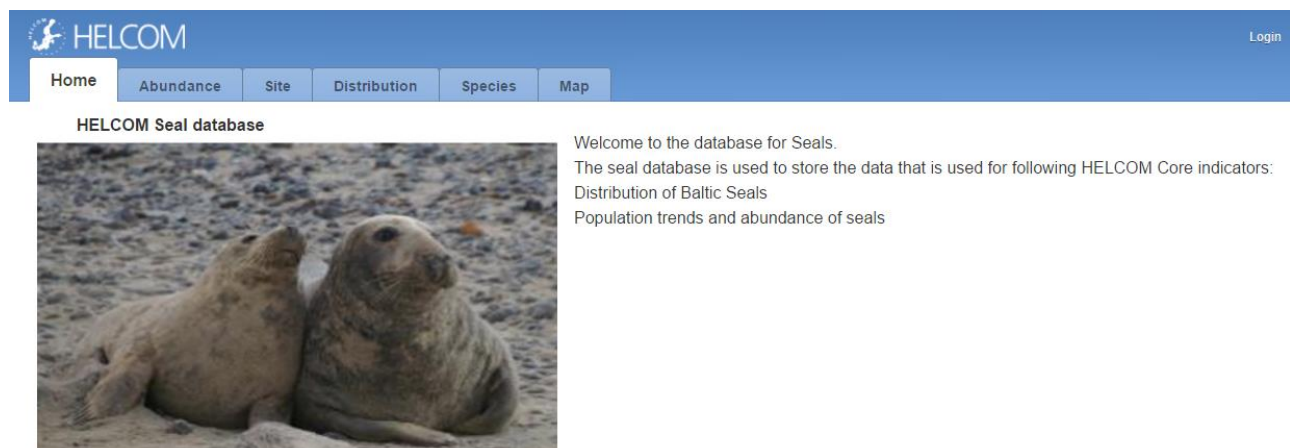 HELCOM
Login
Home
Abundance
Site
Distribution
Species
Map
HELCOM Seal database
Welcome to the database for Seals.
The seal database is used to store the data that is used for following HELCOM Core indicators:
Distribution of Baltic Seals
Population trends and abundance of seals